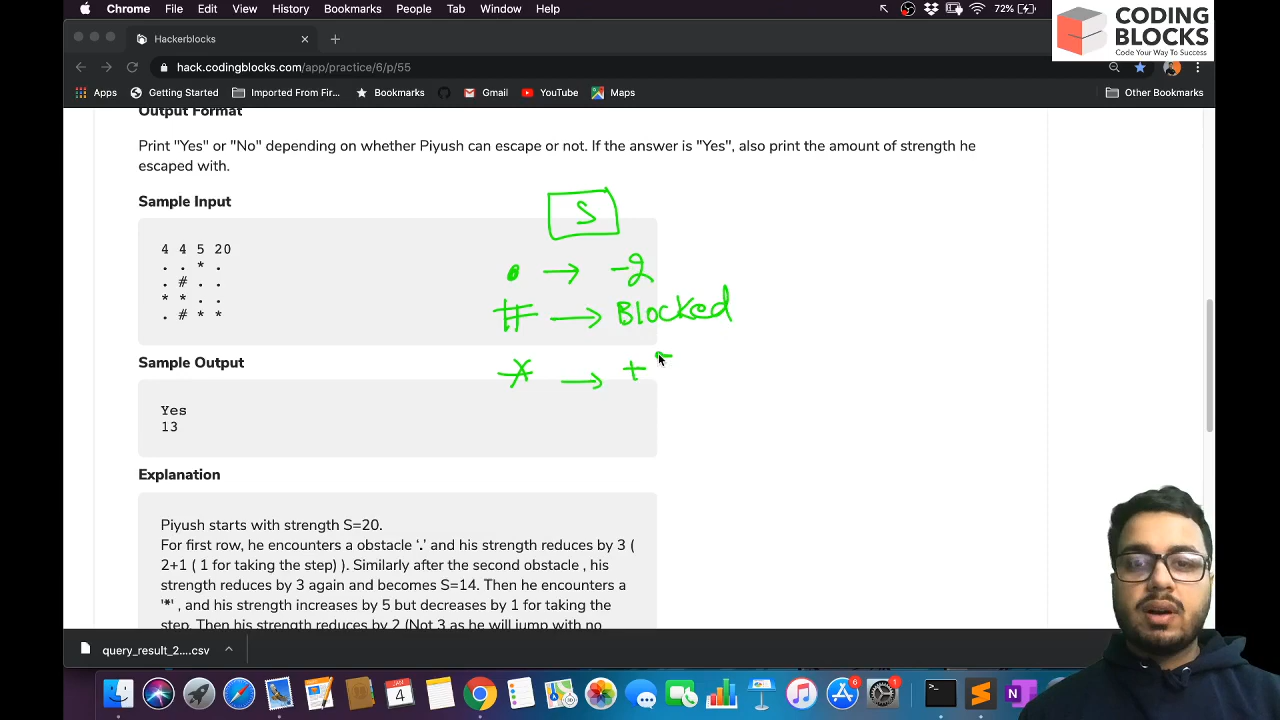 Chrome File Edit View History Bookmarks People Tab Window Help 72%
CODING
BLOCKS
Code Your Way To Success
Hackerblocks
hack.codingblocks.com/app/practice/6/p/55
Apps Getting Started Imported From Fir... Bookmarks Gmail YouTube Maps Other Bookmarks
Output Format
Print "Yes" or "No" depending on whether Piyush can escape or not. If the answer is "Yes", also print the amount of strength he
escaped with.
Sample Input
S
4 4 5 20
. . * .
. # . .
* * . .
. # * *
. → -2
# → Blocked
* → +
Sample Output
Yes
13
Explanation
Piyush starts with strength S=20.
For first row, he encounters a obstacle '.' and his strength reduces by 3 (
2+1 ( 1 for taking the step) ). Similarly after the second obstacle , his
strength reduces by 3 again and becomes S=14. Then he encounters a
'*' , and his strength increases by 5 but decreases by 1 for taking the
step. Then his strength reduces by 2 (Not 3 as he will jump with no
query_result_2....csv
JAN
4
6
1